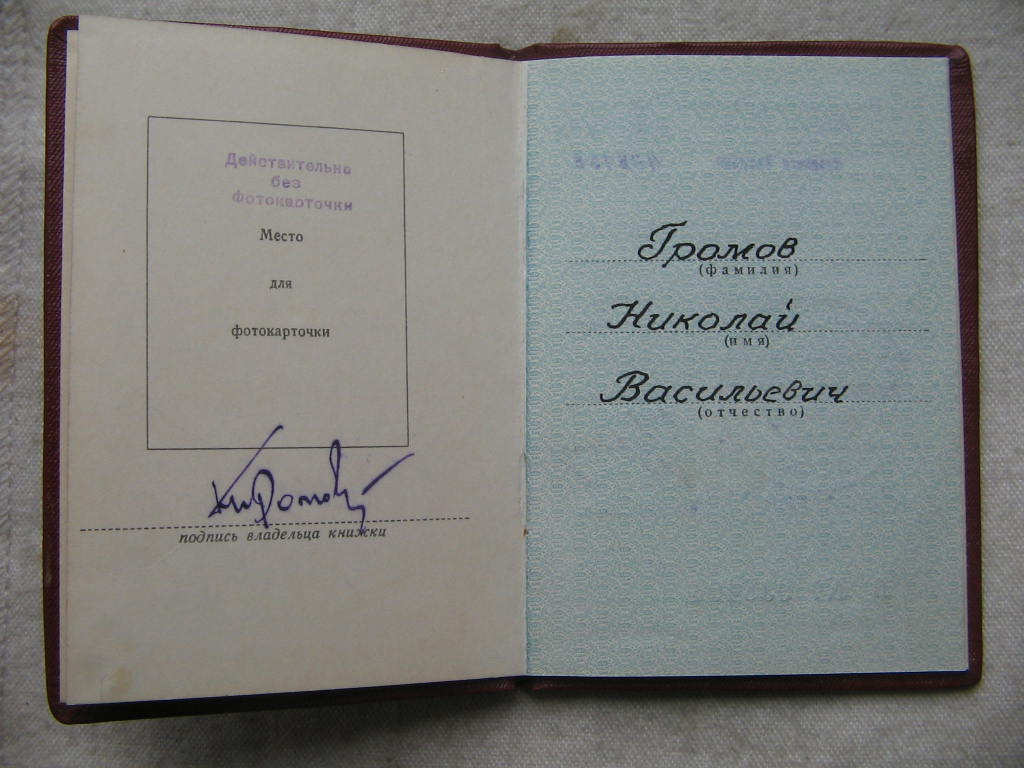 Действительно
без
фотокарточки
Место
для
фотокарточки
подпись владельца книжки
Громов
(фамилия)
Николай
(имя)
Васильевич
(отчество)